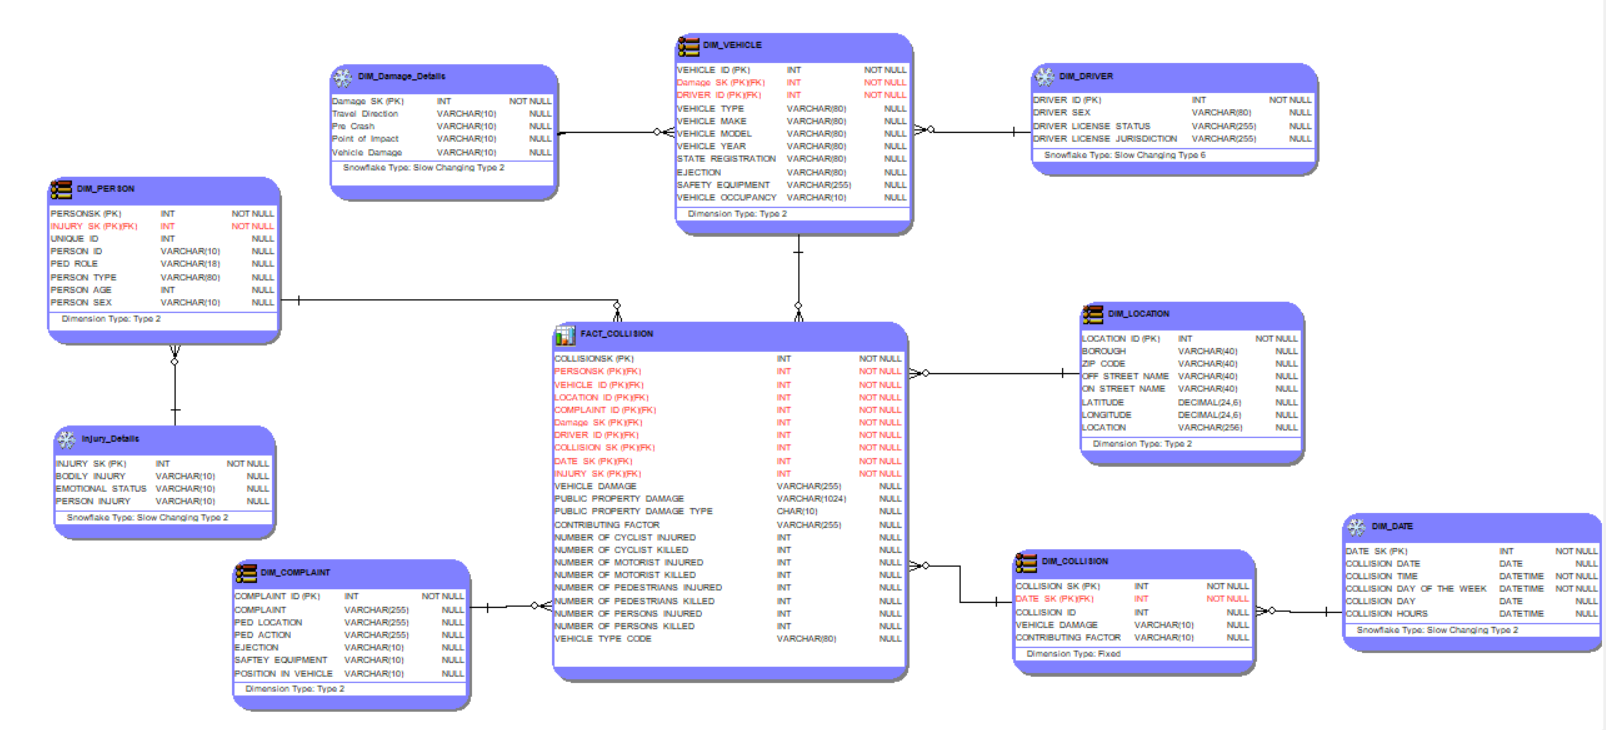 DIM_VEHICLE
VEHICLE ID (PK) INT NOT NULL
Damage SK (PK)(FK) INT NOT NULL
DRIVER ID (PK)(FK) INT NOT NULL
VEHICLE TYPE VARCHAR(80) NULL
VEHICLE MAKE VARCHAR(80) NULL
VEHICLE MODEL VARCHAR(80) NULL
VEHICLE YEAR VARCHAR(80) NULL
STATE REGISTRATION VARCHAR(80) NULL
EJECTION VARCHAR(80) NULL
SAFETY EQUIPMENT VARCHAR(255) NULL
VEHICLE OCCUPANCY VARCHAR(10) NULL
Dimension Type: Type 2
DIM_Damage_Details
Damage SK (PK) INT NOT NULL
Travel Direction VARCHAR(10) NULL
Pre Crash VARCHAR(10) NULL
Point of Impact VARCHAR(10) NULL
Vehicle Damage VARCHAR(10) NULL
Snowflake Type: Slow Changing Type 2
DIM_DRIVER
DRIVER ID (PK) INT NOT NULL
DRIVER SEX VARCHAR(80) NULL
DRIVER LICENSE STATUS VARCHAR(255) NULL
DRIVER LICENSE JURISDICTION VARCHAR(255) NULL
Snowflake Type: Slow Changing Type 6
DIM_PERSON
PERSONSK (PK) INT NOT NULL
INJURY SK (PK)(FK) INT NOT NULL
UNIQUE ID INT NULL
PERSON ID VARCHAR(10) NULL
PED ROLE VARCHAR(18) NULL
PERSON TYPE VARCHAR(80) NULL
PERSON AGE INT NULL
PERSON SEX VARCHAR(10) NULL
Dimension Type: Type 2
DIM_LOCATION
LOCATION ID (PK) INT NOT NULL
BOROUGH VARCHAR(40) NULL
ZIP CODE VARCHAR(40) NULL
OFF STREET NAME VARCHAR(40) NULL
ON STREET NAME VARCHAR(40) NULL
LATITUDE DECIMAL(24,6) NULL
LONGITUDE DECIMAL(24,6) NULL
LOCATION VARCHAR(256) NULL
Dimension Type: Type 2
FACT_COLLISION
COLLISIONSK (PK) INT NOT NULL
PERSONSK (PK)(FK) INT NOT NULL
VEHICLE ID (PK)(FK) INT NOT NULL
LOCATION ID (PK)(FK) INT NOT NULL
COMPLAINT ID (PK)(FK) INT NOT NULL
Damage SK (PK)(FK) INT NOT NULL
DRIVER ID (PK)(FK) INT NOT NULL
COLLISION SK (PK)(FK) INT NOT NULL
DATE SK (PK)(FK) INT NOT NULL
INJURY SK (PK)(FK) INT NOT NULL
VEHICLE DAMAGE VARCHAR(255) NULL
PUBLIC PROPERTY DAMAGE VARCHAR(1024) NULL
PUBLIC PROPERTY DAMAGE TYPE CHAR(10) NULL
CONTRIBUTING FACTOR VARCHAR(255) NULL
NUMBER OF CYCLIST INJURED INT NULL
NUMBER OF CYCLIST KILLED INT NULL
NUMBER OF MOTORIST INJURED INT NULL
NUMBER OF MOTORIST KILLED INT NULL
NUMBER OF PEDESTRIANS INJURED INT NULL
NUMBER OF PEDESTRIANS KILLED INT NULL
NUMBER OF PERSONS INJURED INT NULL
NUMBER OF PERSONS KILLED INT NULL
VEHICLE TYPE CODE VARCHAR(80) NULL
Injury_Details
INJURY SK (PK) INT NOT NULL
BODILY INJURY VARCHAR(10) NULL
EMOTIONAL STATUS VARCHAR(10) NULL
PERSON INJURY VARCHAR(10) NULL
Snowflake Type: Slow Changing Type 2
DIM_COMPLAINT
COMPLAINT ID (PK) INT NOT NULL
COMPLAINT VARCHAR(255) NULL
PED LOCATION VARCHAR(255) NULL
PED ACTION VARCHAR(255) NULL
EJECTION VARCHAR(10) NULL
SAFTEY EQUIPMENT VARCHAR(10) NULL
POSITION IN VEHICLE VARCHAR(10) NULL
Dimension Type: Type 2
DIM_COLLISION
COLLISION SK (PK) INT NOT NULL
DATE SK (PK)(FK) INT NOT NULL
COLLISION ID INT NULL
VEHICLE DAMAGE VARCHAR(10) NULL
CONTRIBUTING FACTOR VARCHAR(10) NULL
Dimension Type: Fixed
DIM_DATE
DATE SK (PK) INT NOT NULL
COLLISION DATE DATE NULL
COLLISION TIME DATETIME NOT NULL
COLLISION DAY OF THE WEEK DATETIME NOT NULL
COLLISION DAY DATE NULL
COLLISION HOURS DATETIME NULL
Snowflake Type: Slow Changing Type 2